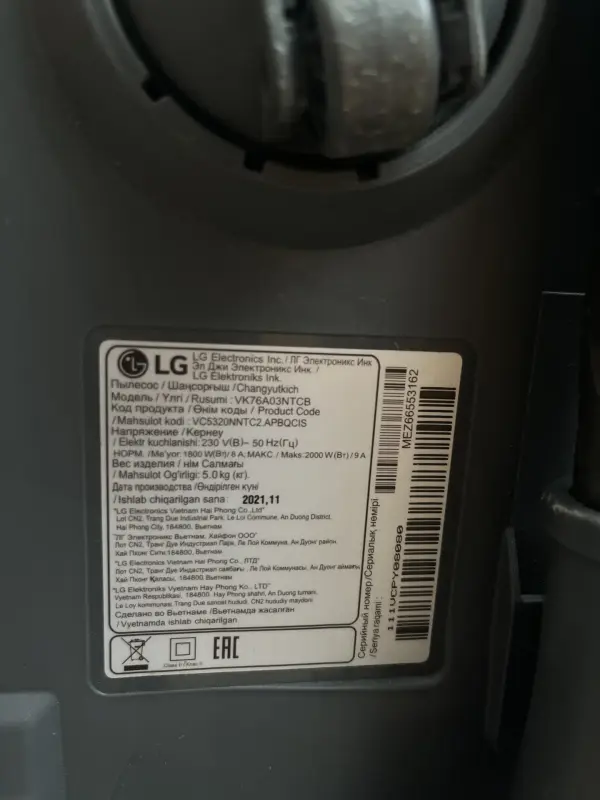 LG
LG Electronics Inc. / ЛГ Электроникс Инк
Эл Джи Электроникс Инк /
LG Elektroniks Ink.
Пылесос / Шаңсорғыш / Changyutkich
Модель / Үлгі / Rusumi : VK76A03NTCB
Код продукта / Өнім коды / Product Code
/ Mahsulot kodi : VC5320NNTC2.APBQCIS
Напряжение / Кернеу
/ Elektr kuchlanishi: 230 V(В)~ 50 Hz(Гц)
НОРМ. / Me'yor: 1800 W(Вт)/ 8 A, МАКС. / Maks: 2000 W(Вт) / 9 A
Вес изделия / нім Салмағы
/ Mahsulot Og'irligi: 5.0 kg (кг).
Дата производства / Өндірілген күні
/ Ishlab chiqarilgan sana : 2021,11
"LG Electronics Vietnam Hai Phong Co.,Ltd"
Lot CN2, Trang Due Industrial Park, Le Loi Commune, An Duong District,
Hai Phong City, 184800, Вьетнам
"ЛГ Электроникс Вьетнам, Хайфон ООО"
Лот CN2, Транг Дуе Индустриал Парк, Ле Лой Коммуна, Ан Дуонг район,
Хай Пхонг Сити, 184800, Вьетнам
"LG Electronics Vietnam Hai Phong Co., ЛТД"
Лот CN2, Транг Дуе индустриалды саябағы, Ле Лой Коммунасы, Ан Дуонг аймағы,
Хай Пхонг Қаласы, 184800, Вьетнам
"LG Elektroniks Vyetnam Hay Phong Ko., LTD"
Vyetnam Respublikasi, 184800, Hay Phong shahri, An Duong tumani,
Le Loy kommunasi, Trang Due sanoat hududi, CN2 hududiy maydoni
Сделано во Вьетнаме /Вьетнамда жасалған
/ Vyetnamda ishlab chiqarilgan
EAC
MEZ66553162
Серийный номер / Сериялық нөмірі
/ Seriya raqami :
111VCPY08080